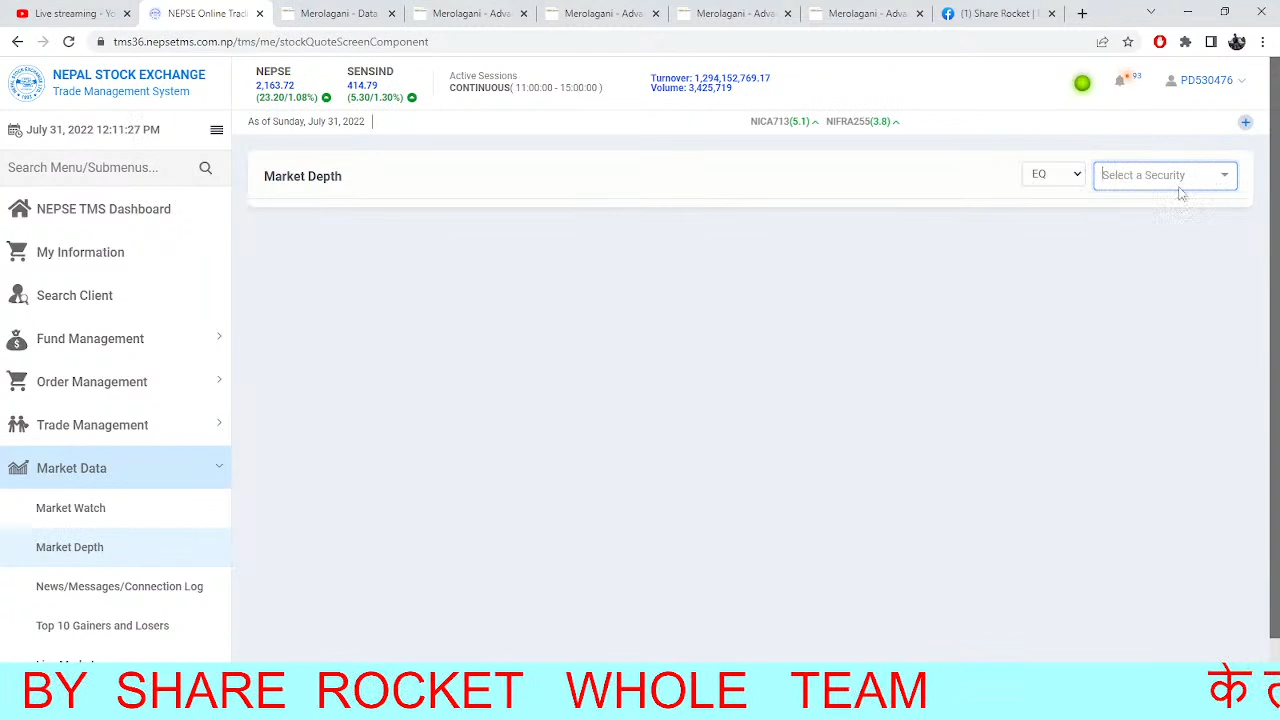 Live streaming - Yo
NEPSE Online Tradi
Merolagani - Data
Merolagani - Adva
Merolagani - Adva
Merolagani - Adva
Merolagani - Adva
(1) Share Rocket | L
tms36.nepsetms.com.np/tms/me/stockQuoteScreenComponent
NEPAL STOCK EXCHANGE
Trade Management System
NEPSE
2,163.72
(23.20/1.08%)
SENSIND
414.79
(5.30/1.30%)
Active Sessions
CONTINUOUS( 11:00:00 - 15:00:00 )
Turnover: 1,294,152,769.17
Volume: 3,425,719
93
PD530476
July 31, 2022 12:11:27 PM
As of Sunday, July 31, 2022
NICA713(5.1) NIFRA255(3.8)
Search Menu/Submenus...
Market Depth
EQ
Select a Security
NEPSE TMS Dashboard
My Information
Search Client
Fund Management
Order Management
Trade Management
Market Data
Market Watch
Market Depth
News/Messages/Connection Log
Top 10 Gainers and Losers
BY SHARE ROCKET WHOLE TEAM के